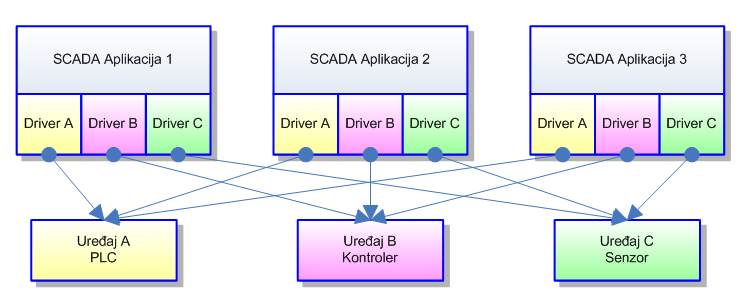 SCADA Aplikacija 1
SCADA Aplikacija 2
SCADA Aplikacija 3
Driver A
Driver B
Driver C
Driver A
Driver B
Driver C
Driver A
Driver B
Driver C
Uređaj A
PLC
Uređaj B
Kontroler
Uređaj C
Senzor